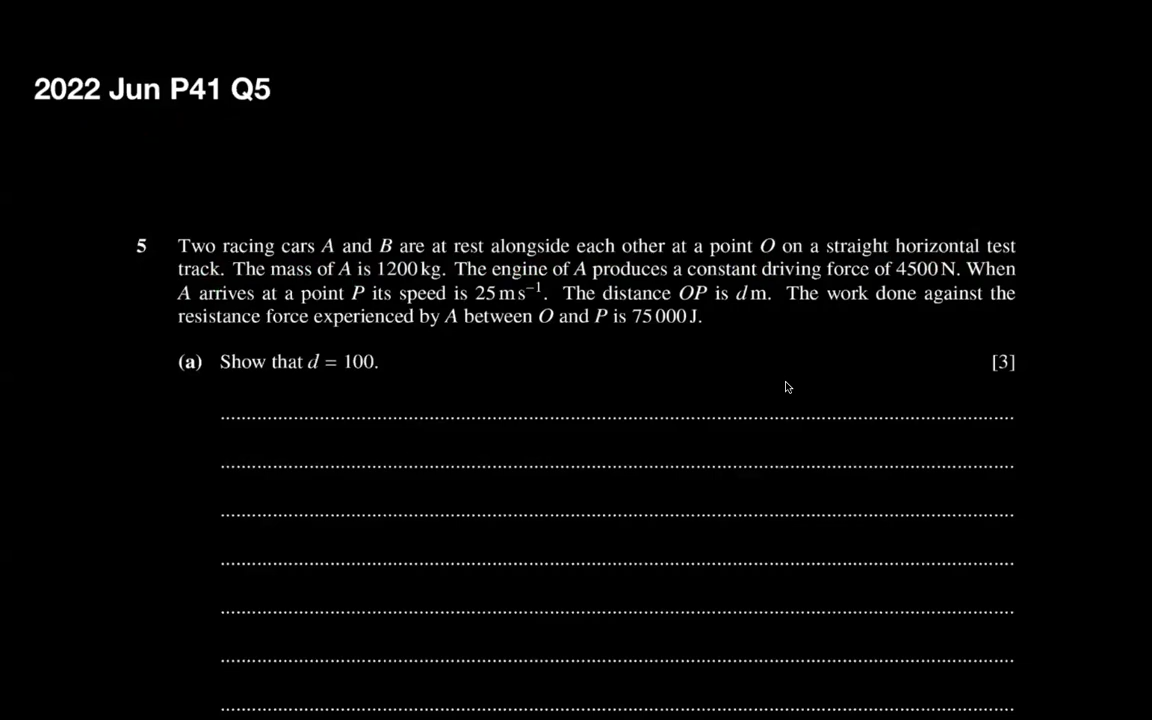 2022 Jun P41 Q5
5 Two racing cars A and B are at rest alongside each other at a point O on a straight horizontal test
track. The mass of A is 1200 kg. The engine of A produces a constant driving force of 4500 N. When
A arrives at a point P its speed is 25 m s⁻¹. The distance OP is d m. The work done against the
resistance force experienced by A between O and P is 75 000 J.
(a) Show that d = 100. [3]